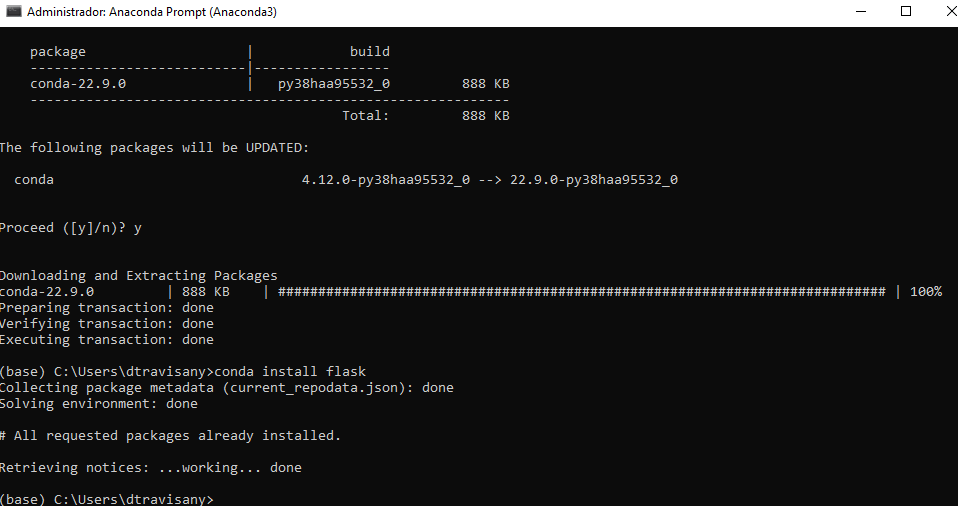 Administrador: Anaconda Prompt (Anaconda3)
package | build
---------------------------|-----------------
conda-22.9.0 | py38haa95532_0 888 KB
------------------------------------------------------------
Total: 888 KB
The following packages will be UPDATED:
conda 4.12.0-py38haa95532_0 --> 22.9.0-py38haa95532_0
Proceed ([y]/n)? y
Downloading and Extracting Packages
conda-22.9.0 | 888 KB | ############################################################################ | 100%
Preparing transaction: done
Verifying transaction: done
Executing transaction: done
(base) C:\Users\dtravisany>conda install flask
Collecting package metadata (current_repodata.json): done
Solving environment: done
# All requested packages already installed.
Retrieving notices: ...working... done
(base) C:\Users\dtravisany>